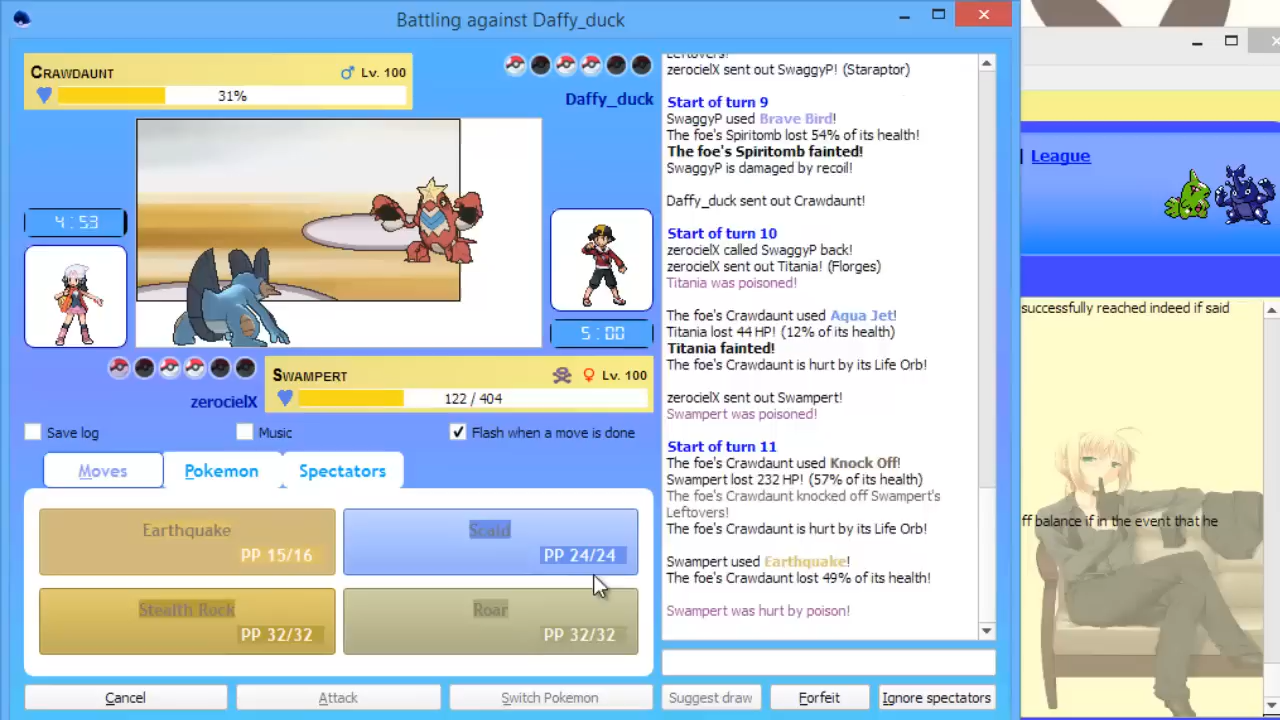 Battling against Daffy_duck
CRAWDAUNT ♂ Lv. 100
31%
Daffy_duck
4:53
5:00
SWAMPERT ♀ Lv. 100
122 / 404
zerocielX
Save log
Music
Flash when a move is done
Moves
Pokemon
Spectators
Earthquake
PP 15/16
Scald
PP 24/24
Stealth Rock
PP 32/32
Roar
PP 32/32
Cancel
Attack
Switch Pokemon
Leftovers!
zerocielX sent out SwaggyP! (Staraptor)
Start of turn 9
SwaggyP used Brave Bird!
The foe's Spiritomb lost 54% of its health!
The foe's Spiritomb fainted!
SwaggyP is damaged by recoil!
Daffy_duck sent out Crawdaunt!
Start of turn 10
zerocielX called SwaggyP back!
zerocielX sent out Titania! (Florges)
Titania was poisoned!
The foe's Crawdaunt used Aqua Jet!
Titania lost 44 HP! (12% of its health)
Titania fainted!
The foe's Crawdaunt is hurt by its Life Orb!
zerocielX sent out Swampert!
Swampert was poisoned!
Start of turn 11
The foe's Crawdaunt used Knock Off!
Swampert lost 232 HP! (57% of its health)
The foe's Crawdaunt knocked off Swampert's
Leftovers!
The foe's Crawdaunt is hurt by its Life Orb!
Swampert used Earthquake!
The foe's Crawdaunt lost 49% of its health!
Swampert was hurt by poison!
Suggest draw
Forfeit
Ignore spectators
League
successfully reached indeed if said
ff balance if in the event that he